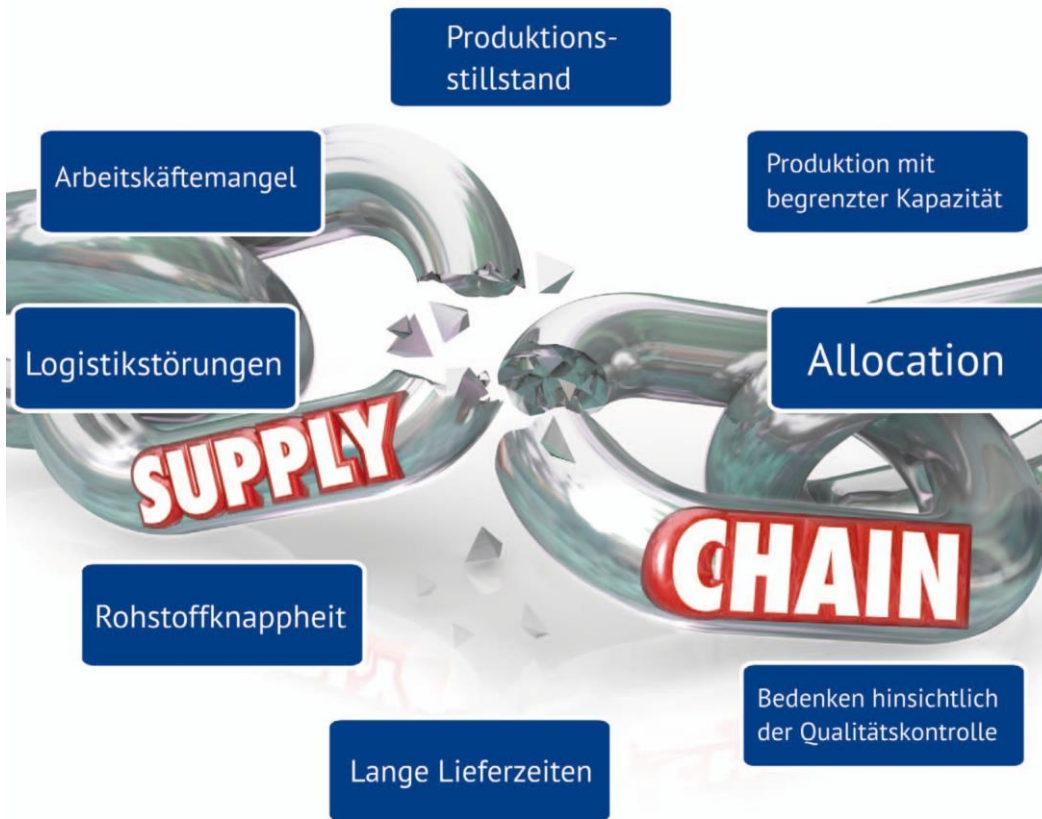 Produktions-
stillstand
Arbeitskäftemangel
Produktion mit
begrenzter Kapazität
Logistikstörungen
Allocation
SUPPLY
CHAIN
Rohstoffknappheit
Bedenken hinsichtlich
der Qualitätskontrolle
Lange Lieferzeiten